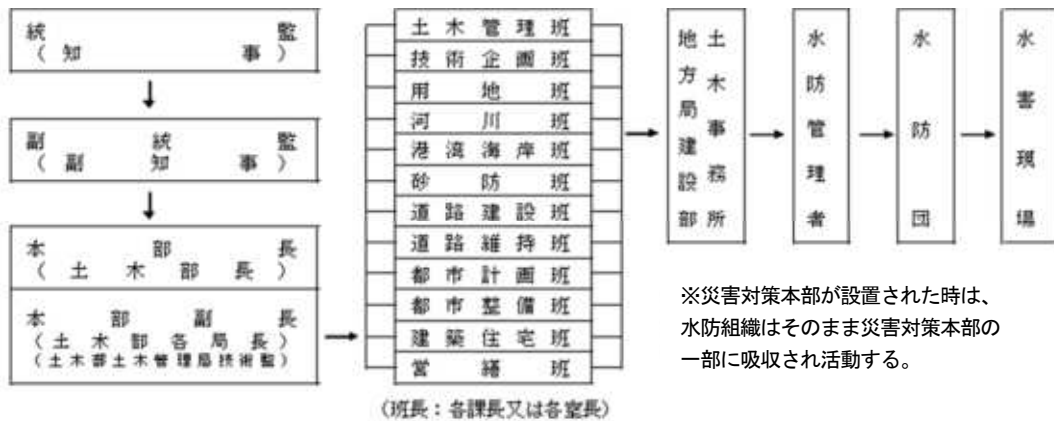 統監
(知事)
副統監
(副知事)
本部長
(土木部長)
本部副長
(土木部各局長)
(土木部土木管理局技術監)
土木管理班
技術企画班
用地班
河川班
港湾海岸班
砂防班
道路建設班
道路維持班
都市計画班
都市整備班
建築住宅班
営繕班
(班長：各課長又は各室長)
土木事務所
地方局建設部
水防管理者
水防団
水害現場
※災害対策本部が設置された時は、
水防組織はそのまま災害対策本部の
一部に吸収され活動する。